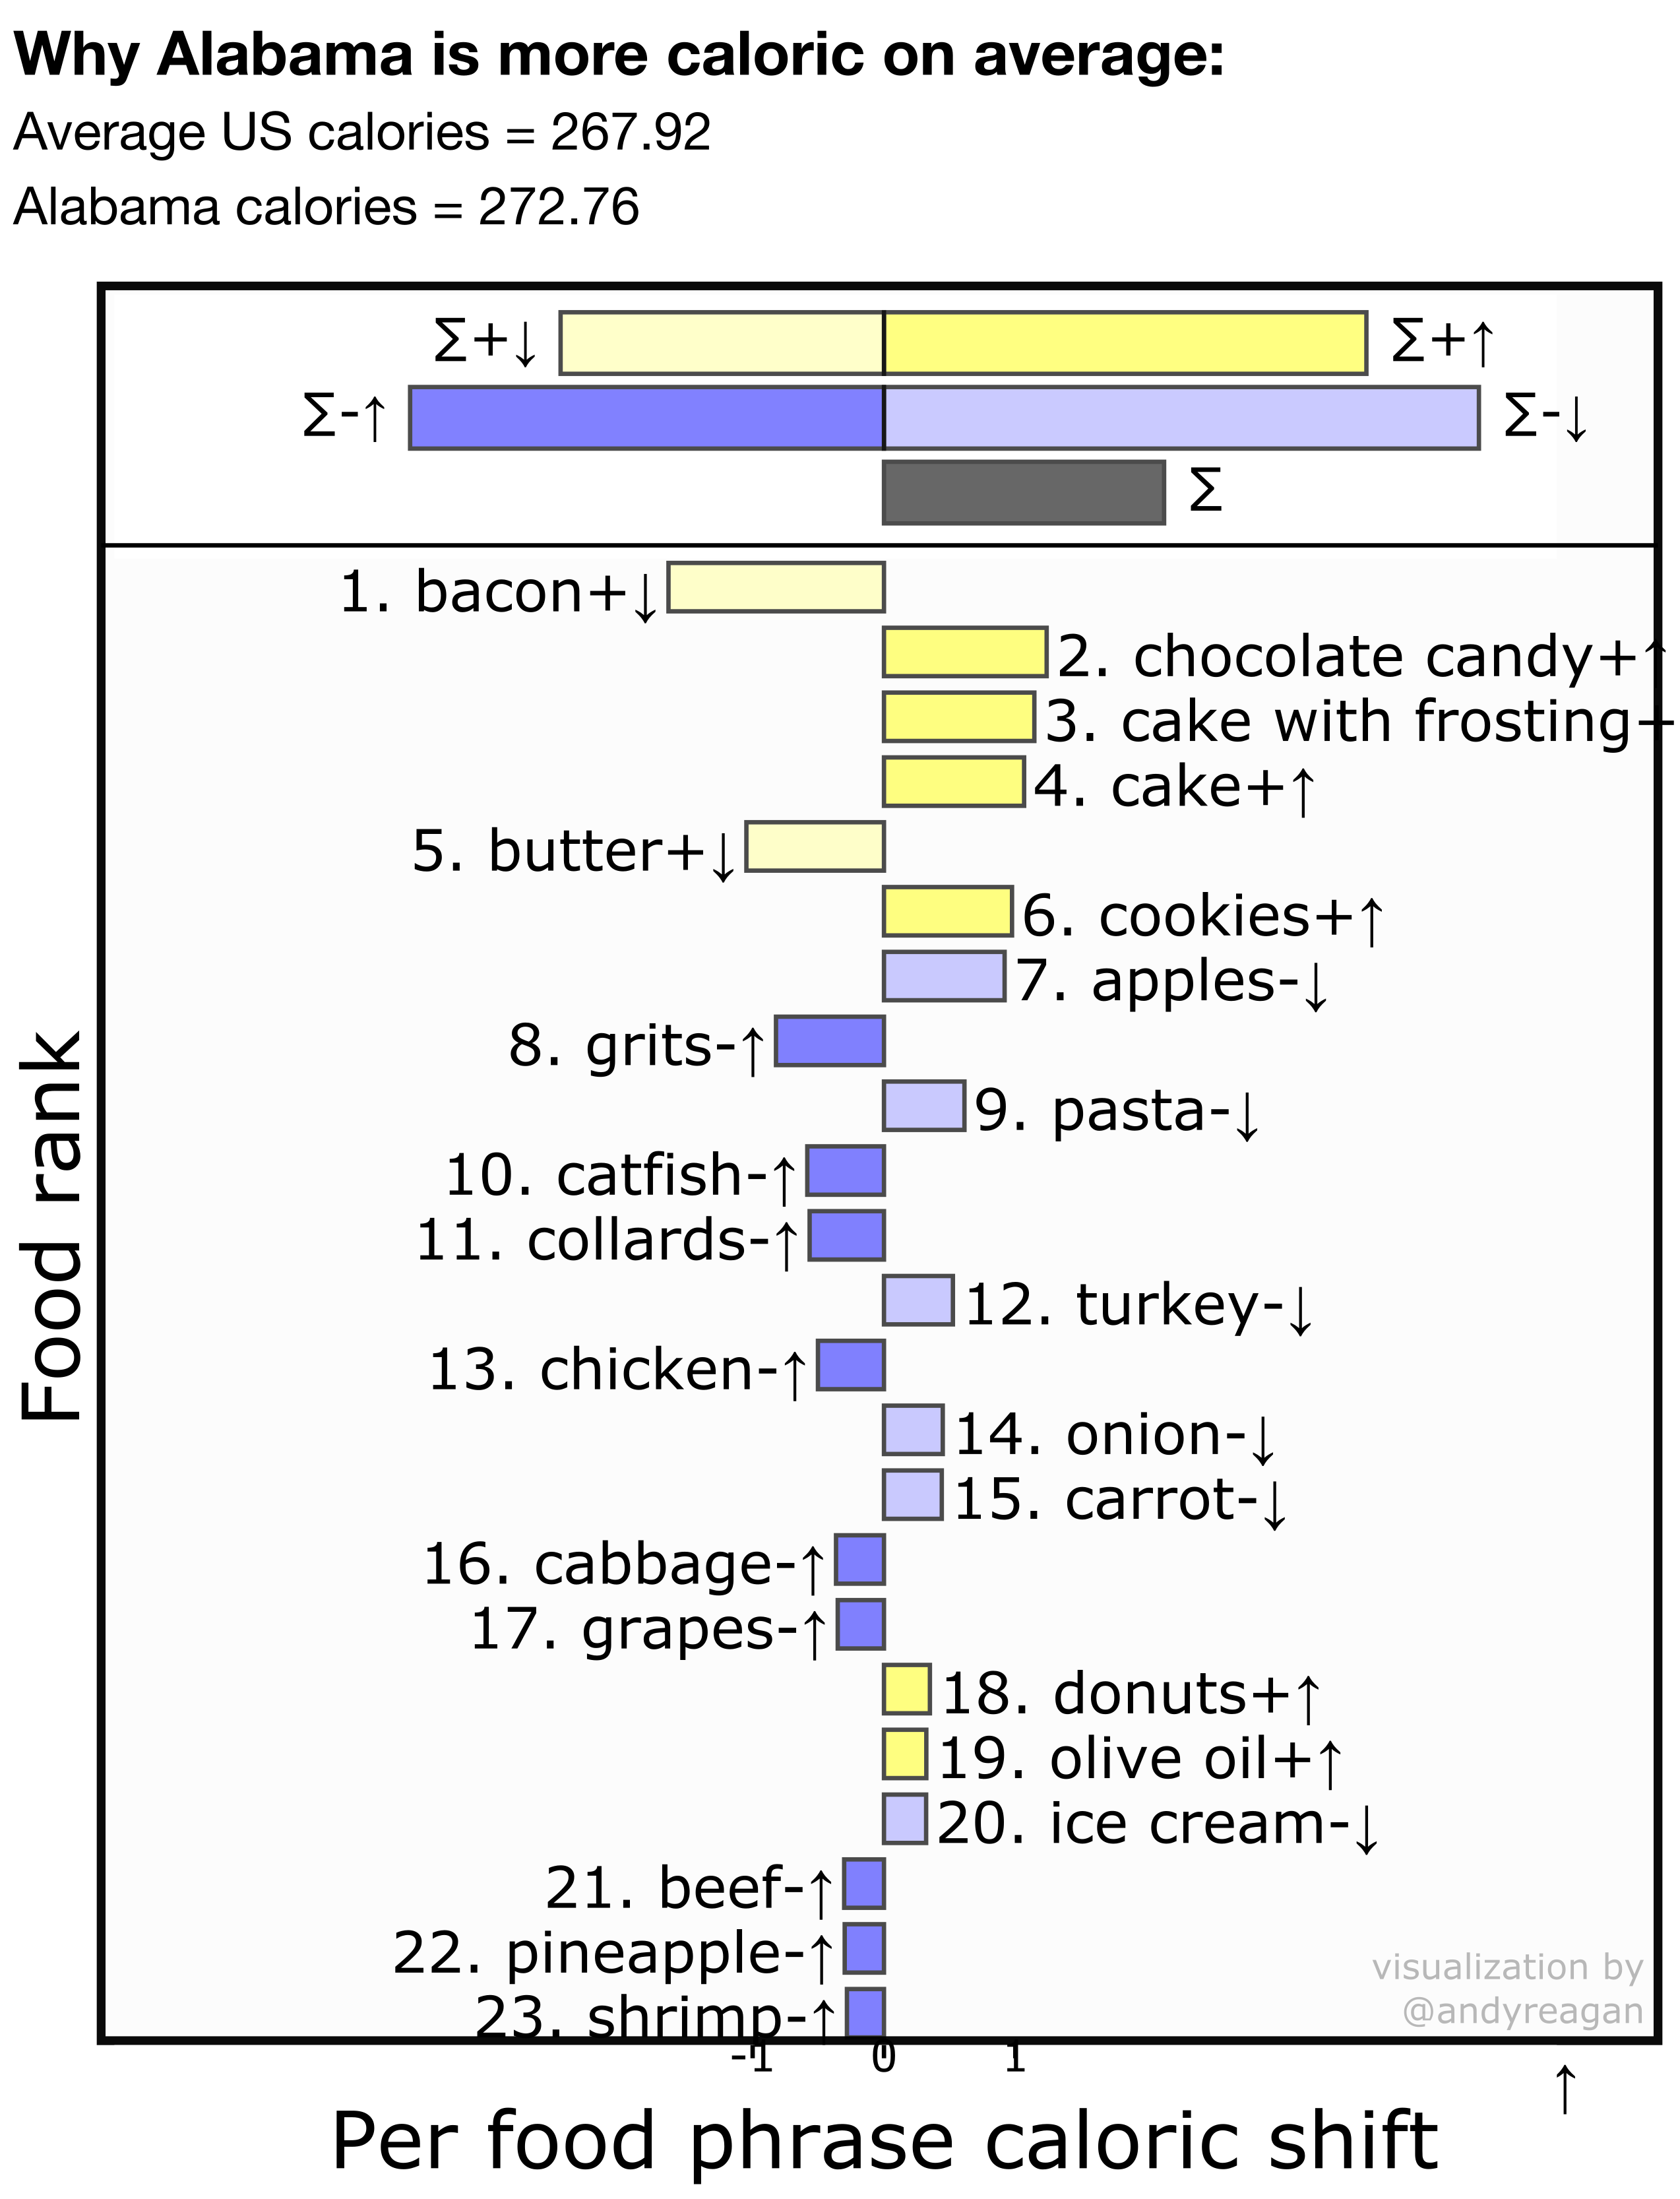 Why Alabama is more caloric on average:
Average US calories = 267.92
Alabama calories = 272.76
∑+↓
∑+↑
∑-↑
∑-↓
∑
1. bacon+↓
2. chocolate candy+↑
3. cake with frosting+
4. cake+↑
5. butter+↓
6. cookies+↑
7. apples-↓
8. grits-↑
9. pasta-↓
10. catfish-↑
11. collards-↑
12. turkey-↓
13. chicken-↑
14. onion-↓
15. carrot-↓
16. cabbage-↑
17. grapes-↑
18. donuts+↑
19. olive oil+↑
20. ice cream-↓
21. beef-↑
22. pineapple-↑
23. shrimp-↑
Food rank
visualization by
@andyreagan
-1 0 1
↑
Per food phrase caloric shift